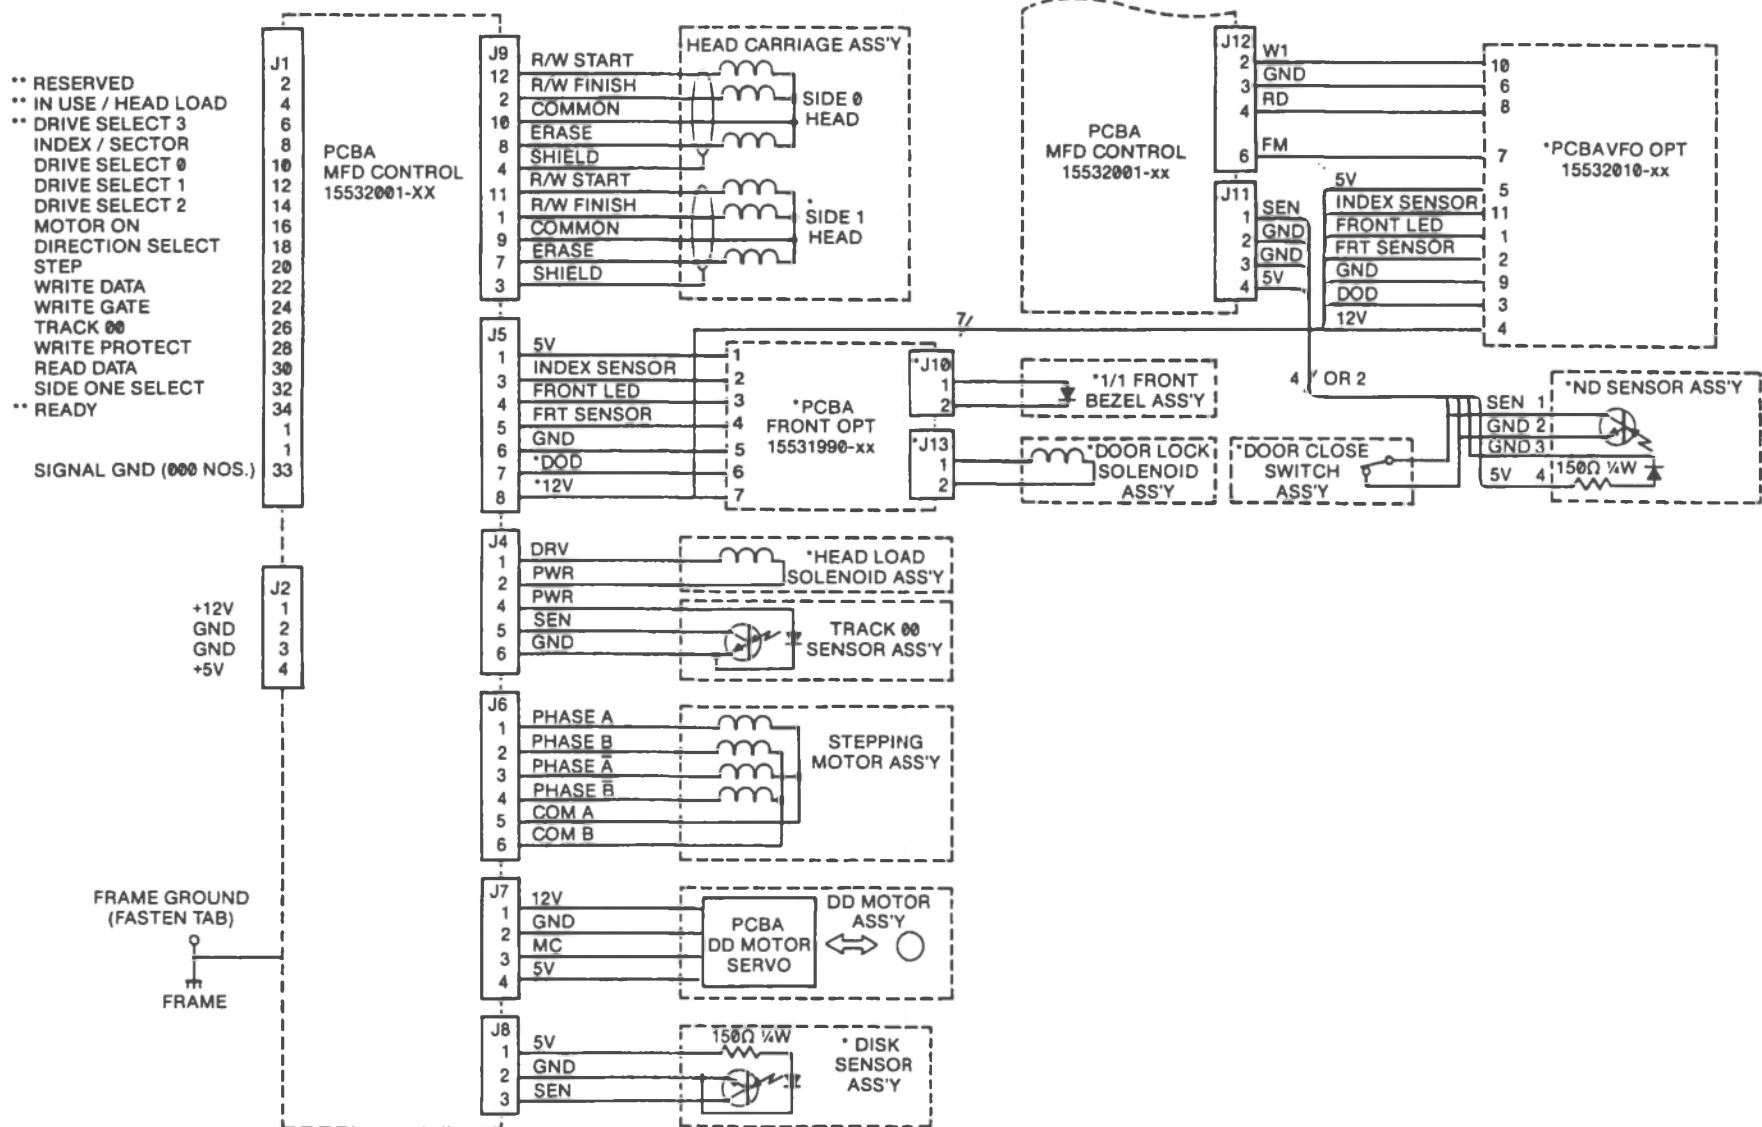 J1
** RESERVED 2
** IN USE / HEAD LOAD 4
** DRIVE SELECT 3 6
INDEX / SECTOR 8
DRIVE SELECT 0 10
DRIVE SELECT 1 12
DRIVE SELECT 2 14
MOTOR ON 16
DIRECTION SELECT 18
STEP 20
WRITE DATA 22
WRITE GATE 24
TRACK 00 26
WRITE PROTECT 28
READ DATA 30
SIDE ONE SELECT 32
** READY 34
1
1
SIGNAL GND (000 NOS.) 33
J2
+12V 1
GND 2
GND 3
+5V 4
FRAME GROUND
(FASTEN TAB)
FRAME
PCBA
MFD CONTROL
15532001-XX
J9
12 R/W START
2 R/W FINISH
10 COMMON
8 ERASE
4 SHIELD
11 R/W START
1 R/W FINISH
9 COMMON
7 ERASE
3 SHIELD
HEAD CARRIAGE ASS'Y
SIDE 0
HEAD
*
SIDE 1
HEAD
J5
1 5V 1
3 INDEX SENSOR 2
4 FRONT LED 3
5 FRT SENSOR 4
6 GND 5
7 *DOD 6
8 *12V 7
*PCBA
FRONT OPT
15531990-xx
7/
*J10
1
2
*J13
1
2
*1/1 FRONT
BEZEL ASS'Y
*DOOR LOCK
SOLENOID
ASS'Y
J4
1 DRV
2 PWR
4 PWR
5 SEN
6 GND
*HEAD LOAD
SOLENOID ASS'Y
TRACK 00
SENSOR ASS'Y
J6
1 PHASE A
2 PHASE B
3 PHASE A̅
4 PHASE B̅
5 COM A
6 COM B
STEPPING
MOTOR ASS'Y
J7
1 12V
2 GND
3 MC
4 5V
PCBA
DD MOTOR
SERVO
DD MOTOR
ASS'Y
J8
1 5V
2 GND
3 SEN
150Ω ¼W
* DISK
SENSOR
ASS'Y
PCBA
MFD CONTROL
15532001-xx
J12
2 W1 10
3 GND 6
4 RD 8
6 FM 7
J11
1 SEN
2 GND
3 GND
4 5V
5V 5
INDEX SENSOR 11
FRONT LED 1
FRT SENSOR 2
GND 9
DOD 3
12V 4
*PCBAVFO OPT
15532010-xx
4 / OR 2
*DOOR CLOSE
SWITCH
ASS'Y
*ND SENSOR ASS'Y
SEN 1
GND 2
GND 3
5V 4
150Ω ¼W